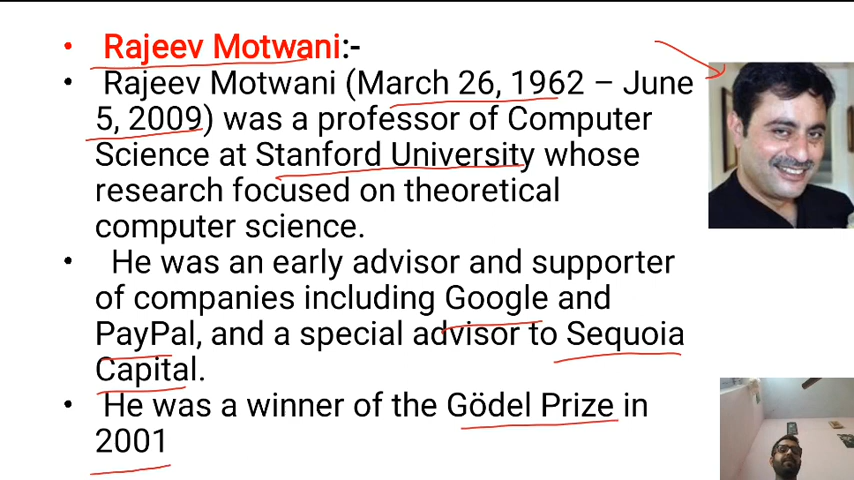 • Rajeev Motwani:-
• Rajeev Motwani (March 26, 1962 – June
5, 2009) was a professor of Computer
Science at Stanford University whose
research focused on theoretical
computer science.
• He was an early advisor and supporter
of companies including Google and
PayPal, and a special advisor to Sequoia
Capital.
• He was a winner of the Gödel Prize in
2001